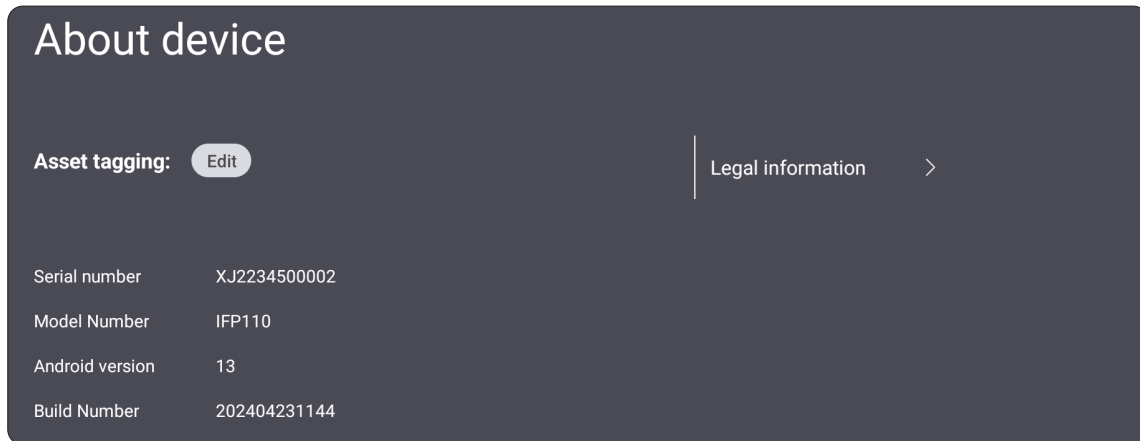 About device
Asset tagging: Edit
Legal information
Serial number XJ2234500002
Model Number IFP110
Android version 13
Build Number 202404231144